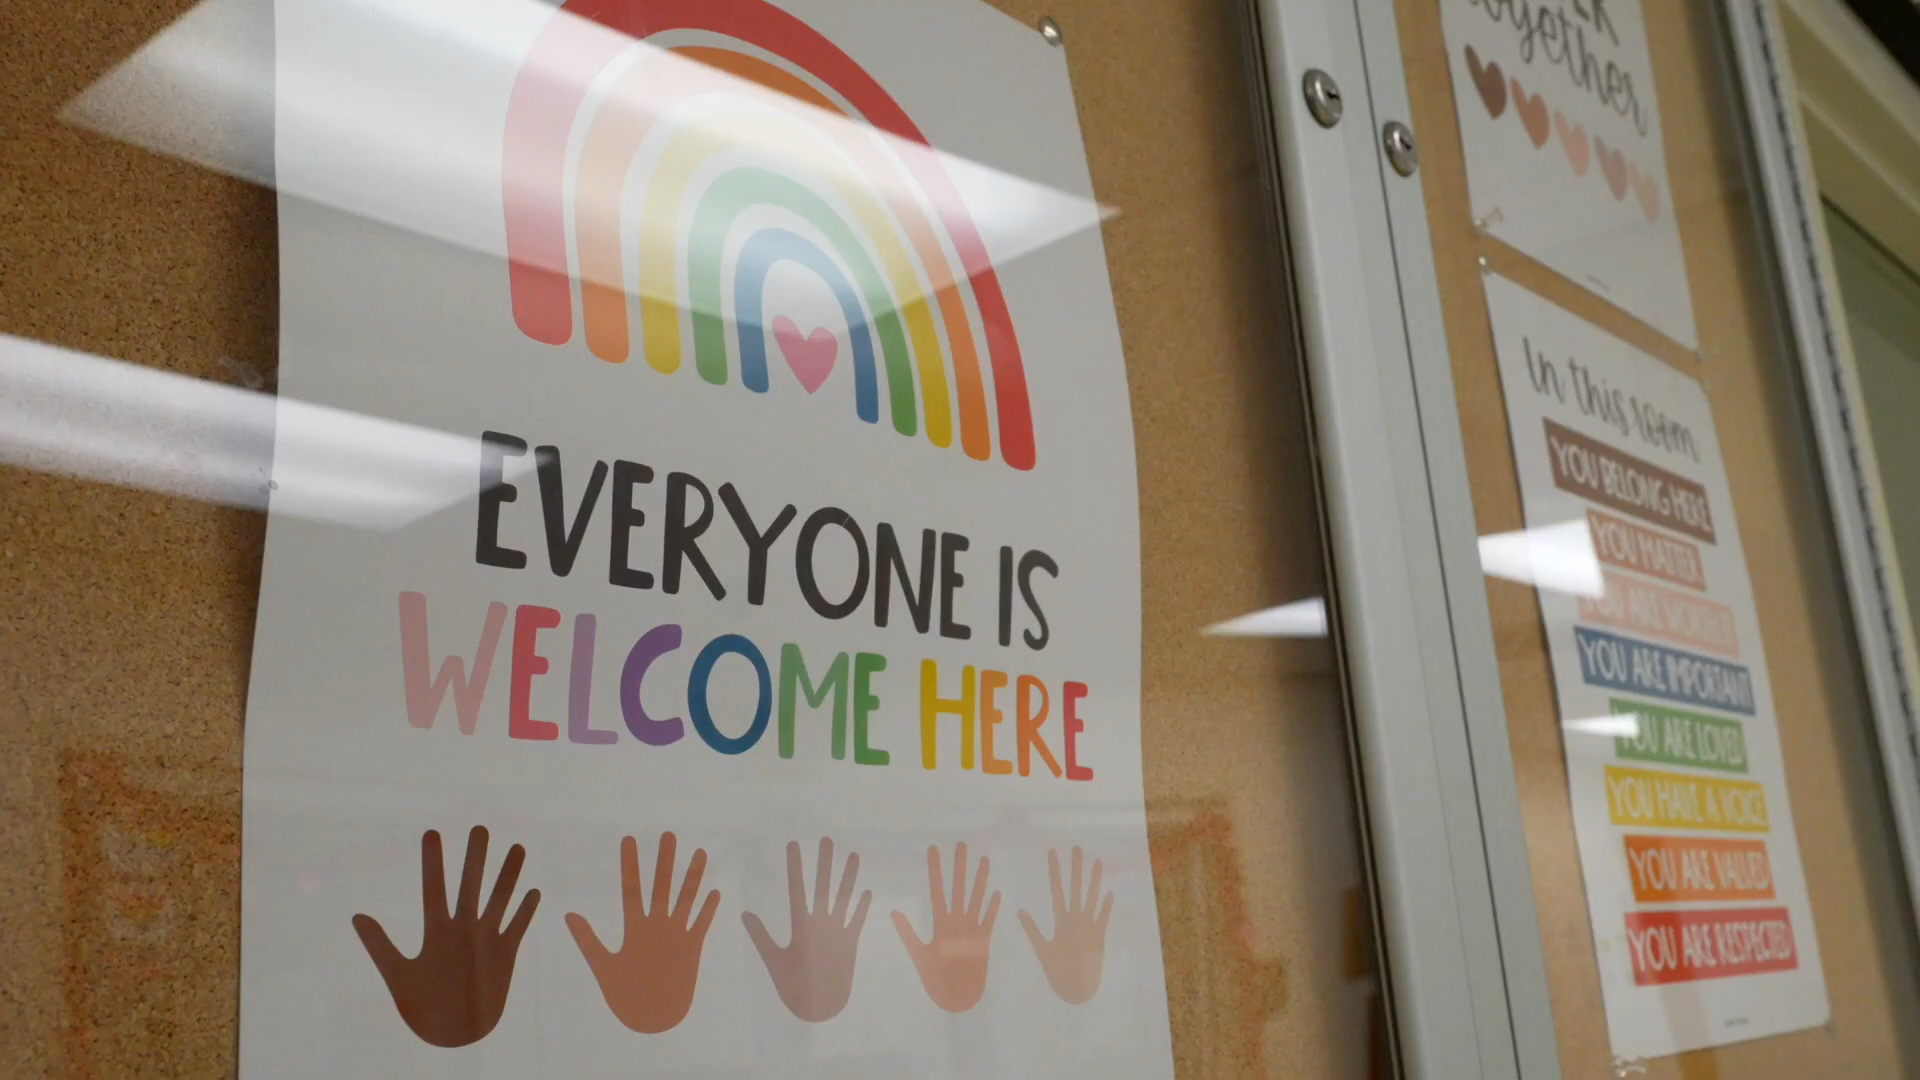 EVERYONE IS
WELCOME HERE
together
In this room
YOU BELONG HERE
YOU MATTER
YOU ARE WORTHY
YOU ARE IMPORTANT
YOU ARE LOVED
YOU HAVE A VOICE
YOU ARE VALUED
YOU ARE RESPECTED